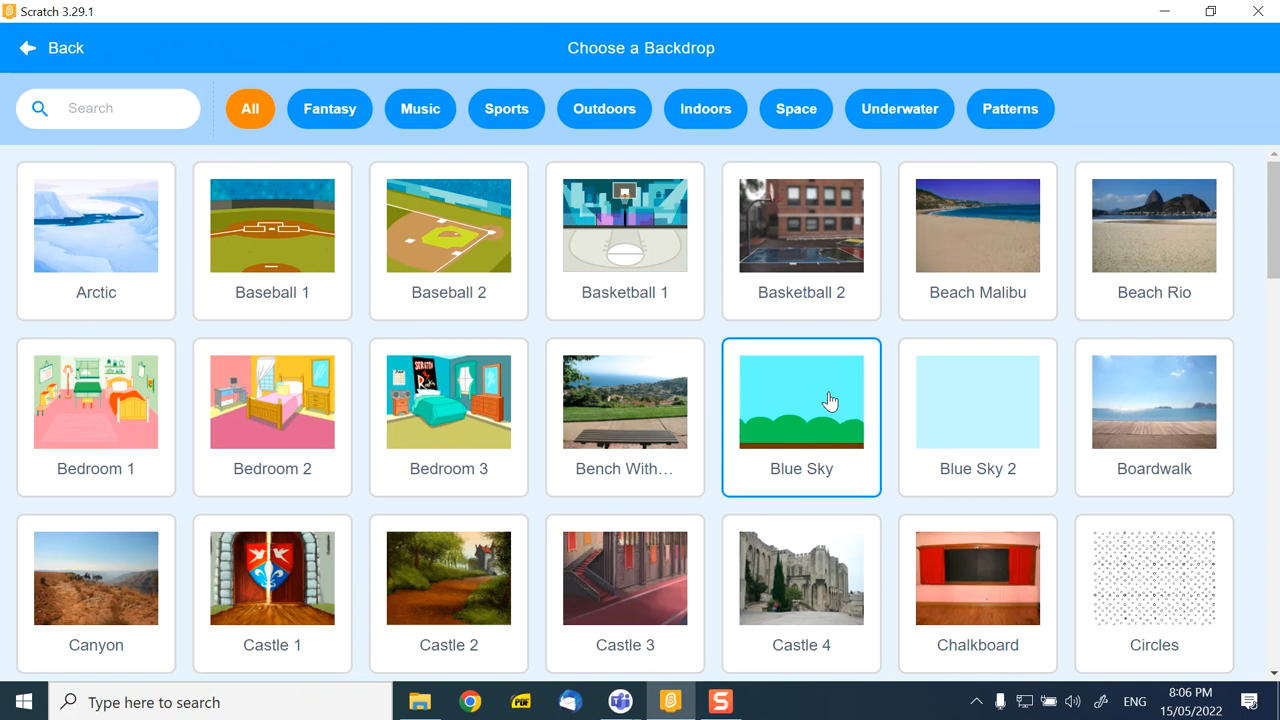 Scratch 3.29.1
Back
Choose a Backdrop
Search
All
Fantasy
Music
Sports
Outdoors
Indoors
Space
Underwater
Patterns
Arctic
Baseball 1
Baseball 2
Basketball 1
Basketball 2
Beach Malibu
Beach Rio
SCRATCH
Bedroom 1
Bedroom 2
Bedroom 3
Bench With...
Blue Sky
Blue Sky 2
Boardwalk
Canyon
Castle 1
Castle 2
Castle 3
Castle 4
Chalkboard
Circles
Type here to search
PDF
S
ENG
8:06 PM
15/05/2022